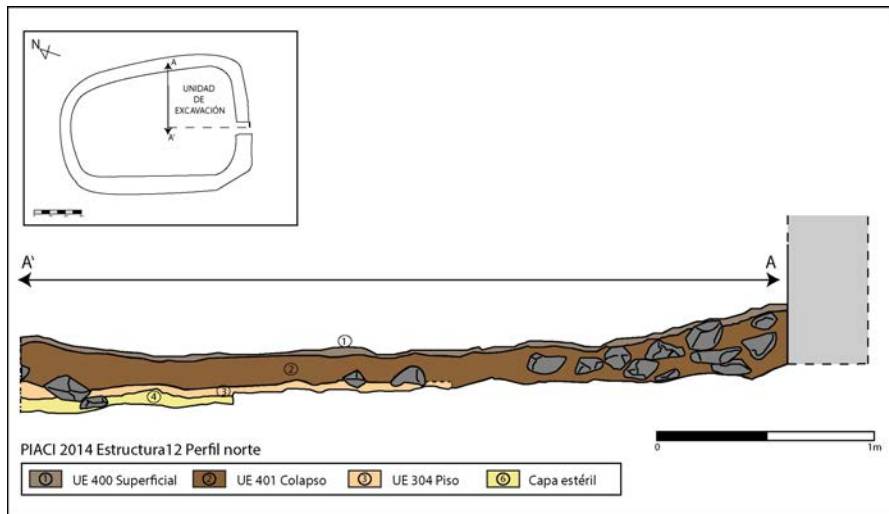 N
A
UNIDAD
DE
EXCAVACIÓN
A'
A' A
1
2
3
4
PIACI 2014 Estructura12 Perfil norte
0 1m
1 UE 400 Superficial 2 UE 401 Colapso 3 UE 304 Piso 6 Capa estéril